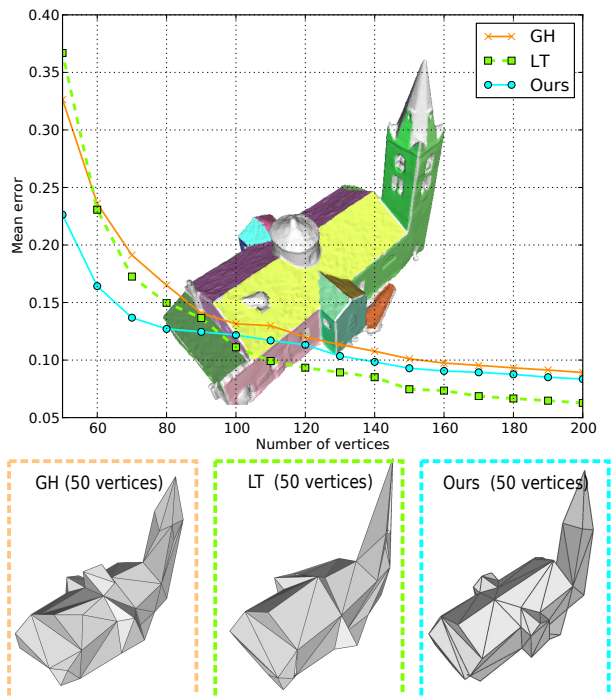 0.40
0.35
0.30
0.25
0.20
0.15
0.10
0.05
Mean error
GH
LT
Ours
60
80
100
120
140
160
180
200
Number of vertices
GH (50 vertices)
LT (50 vertices)
Ours (50 vertices)